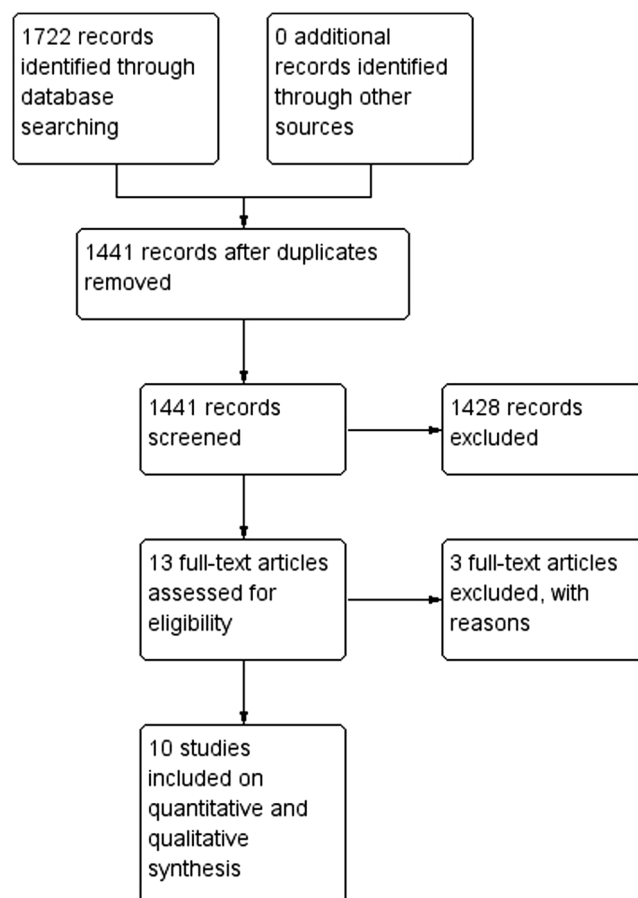 1722 records
identified through
database
searching
0 additional
records identified
through other
sources
1441 records after duplicates
removed
1441 records
screened
1428 records
excluded
13 full-text articles
assessed for
eligibility
3 full-text articles
excluded, with
reasons
10 studies
included on
quantitative and
qualitative
synthesis